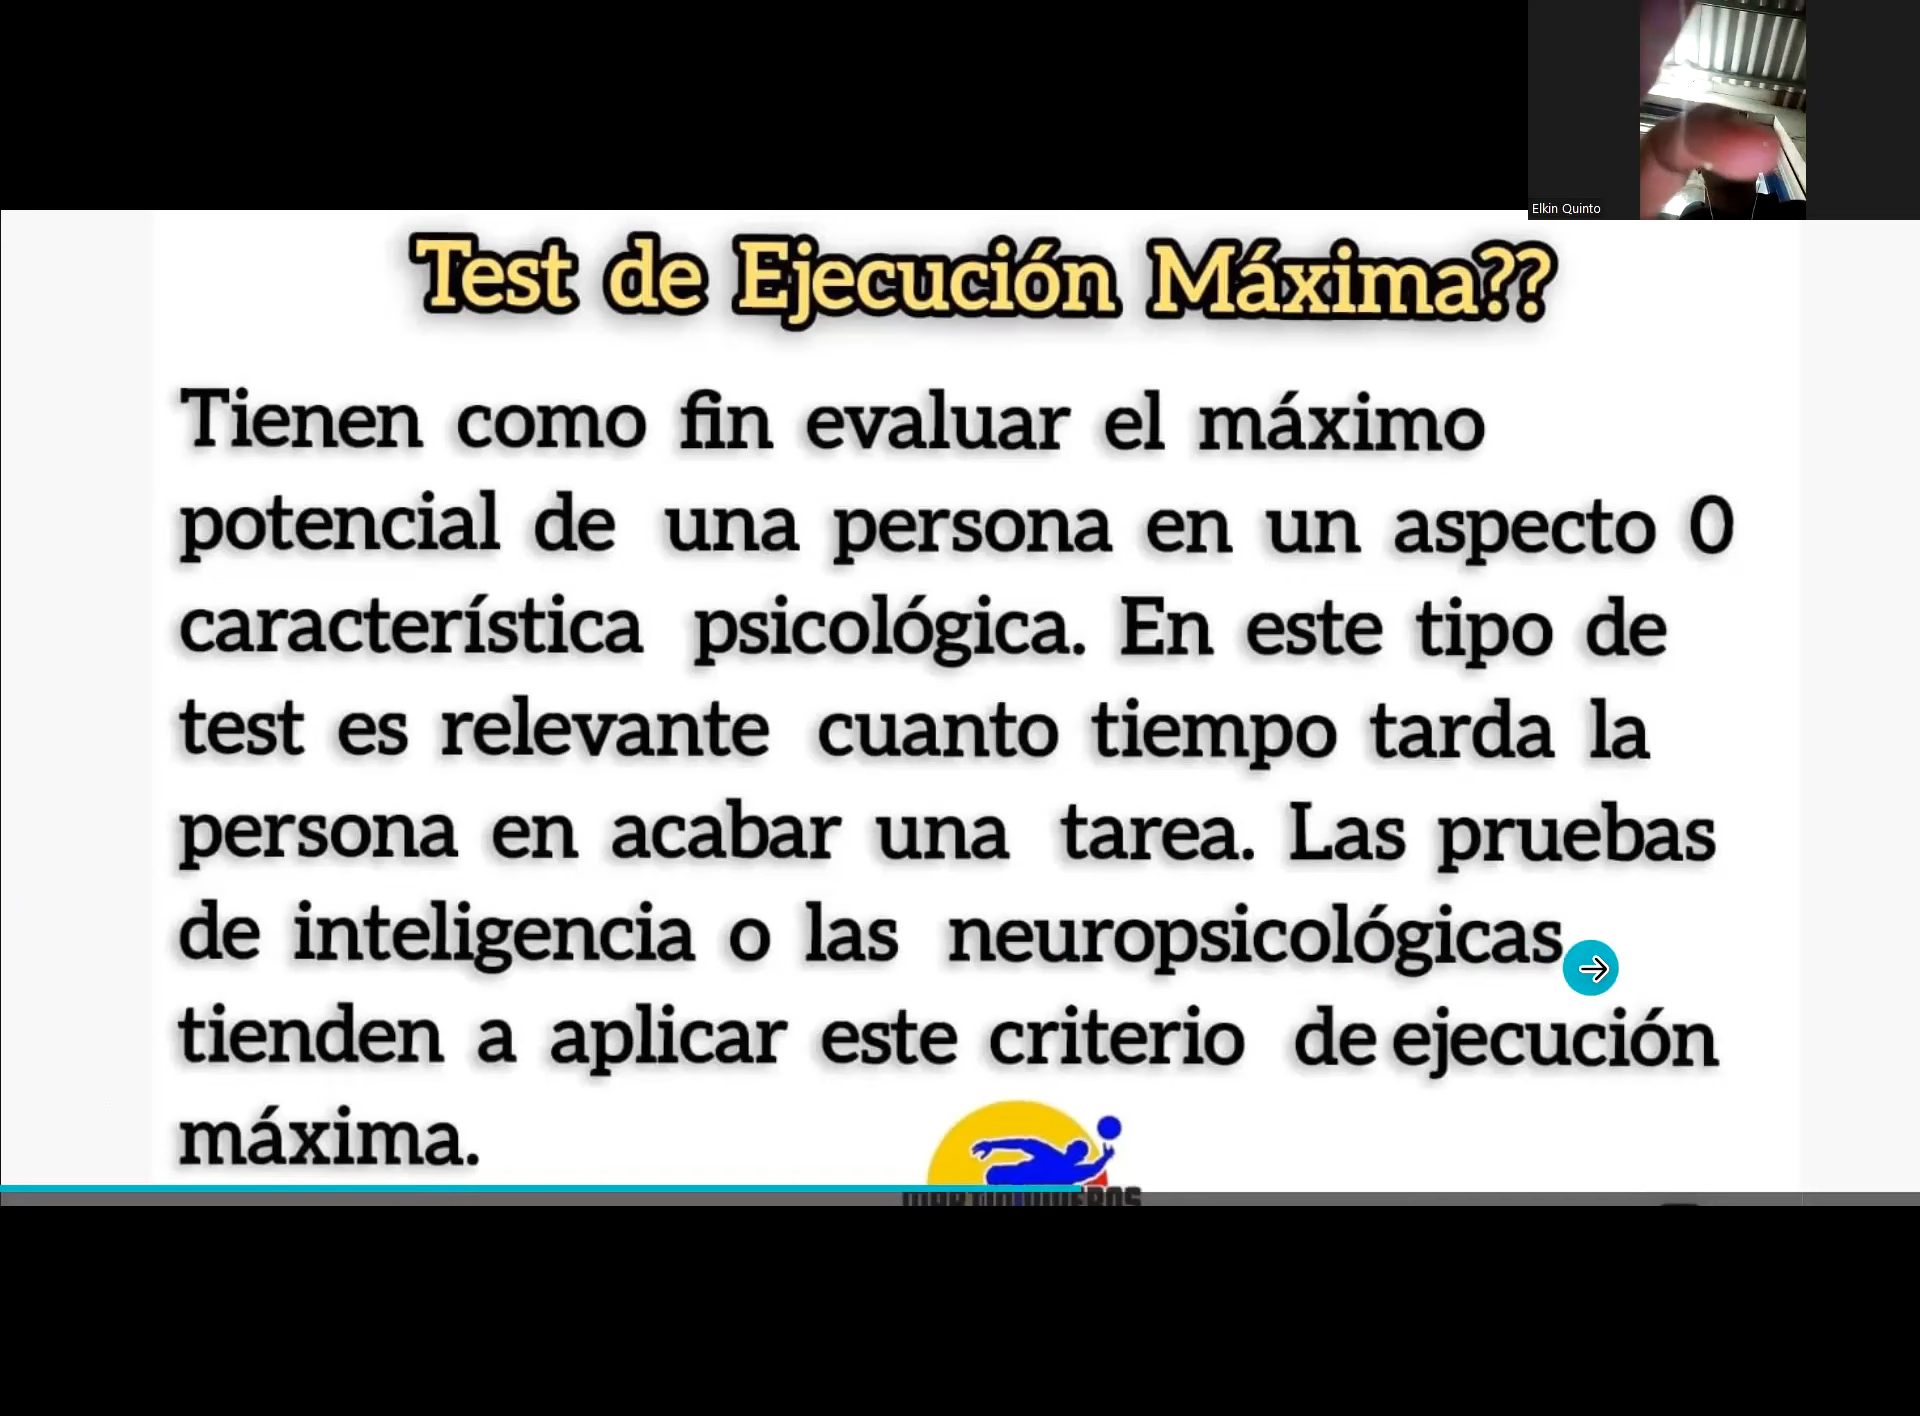 Elkin Quinto
Test de Ejecución Máxima??
Tienen como fin evaluar el máximo
potencial de una persona en un aspecto 0
característica psicológica. En este tipo de
test es relevante cuanto tiempo tarda la
persona en acabar una tarea. Las pruebas
de inteligencia o las neuropsicológicas
tienden a aplicar este criterio de ejecución
máxima.